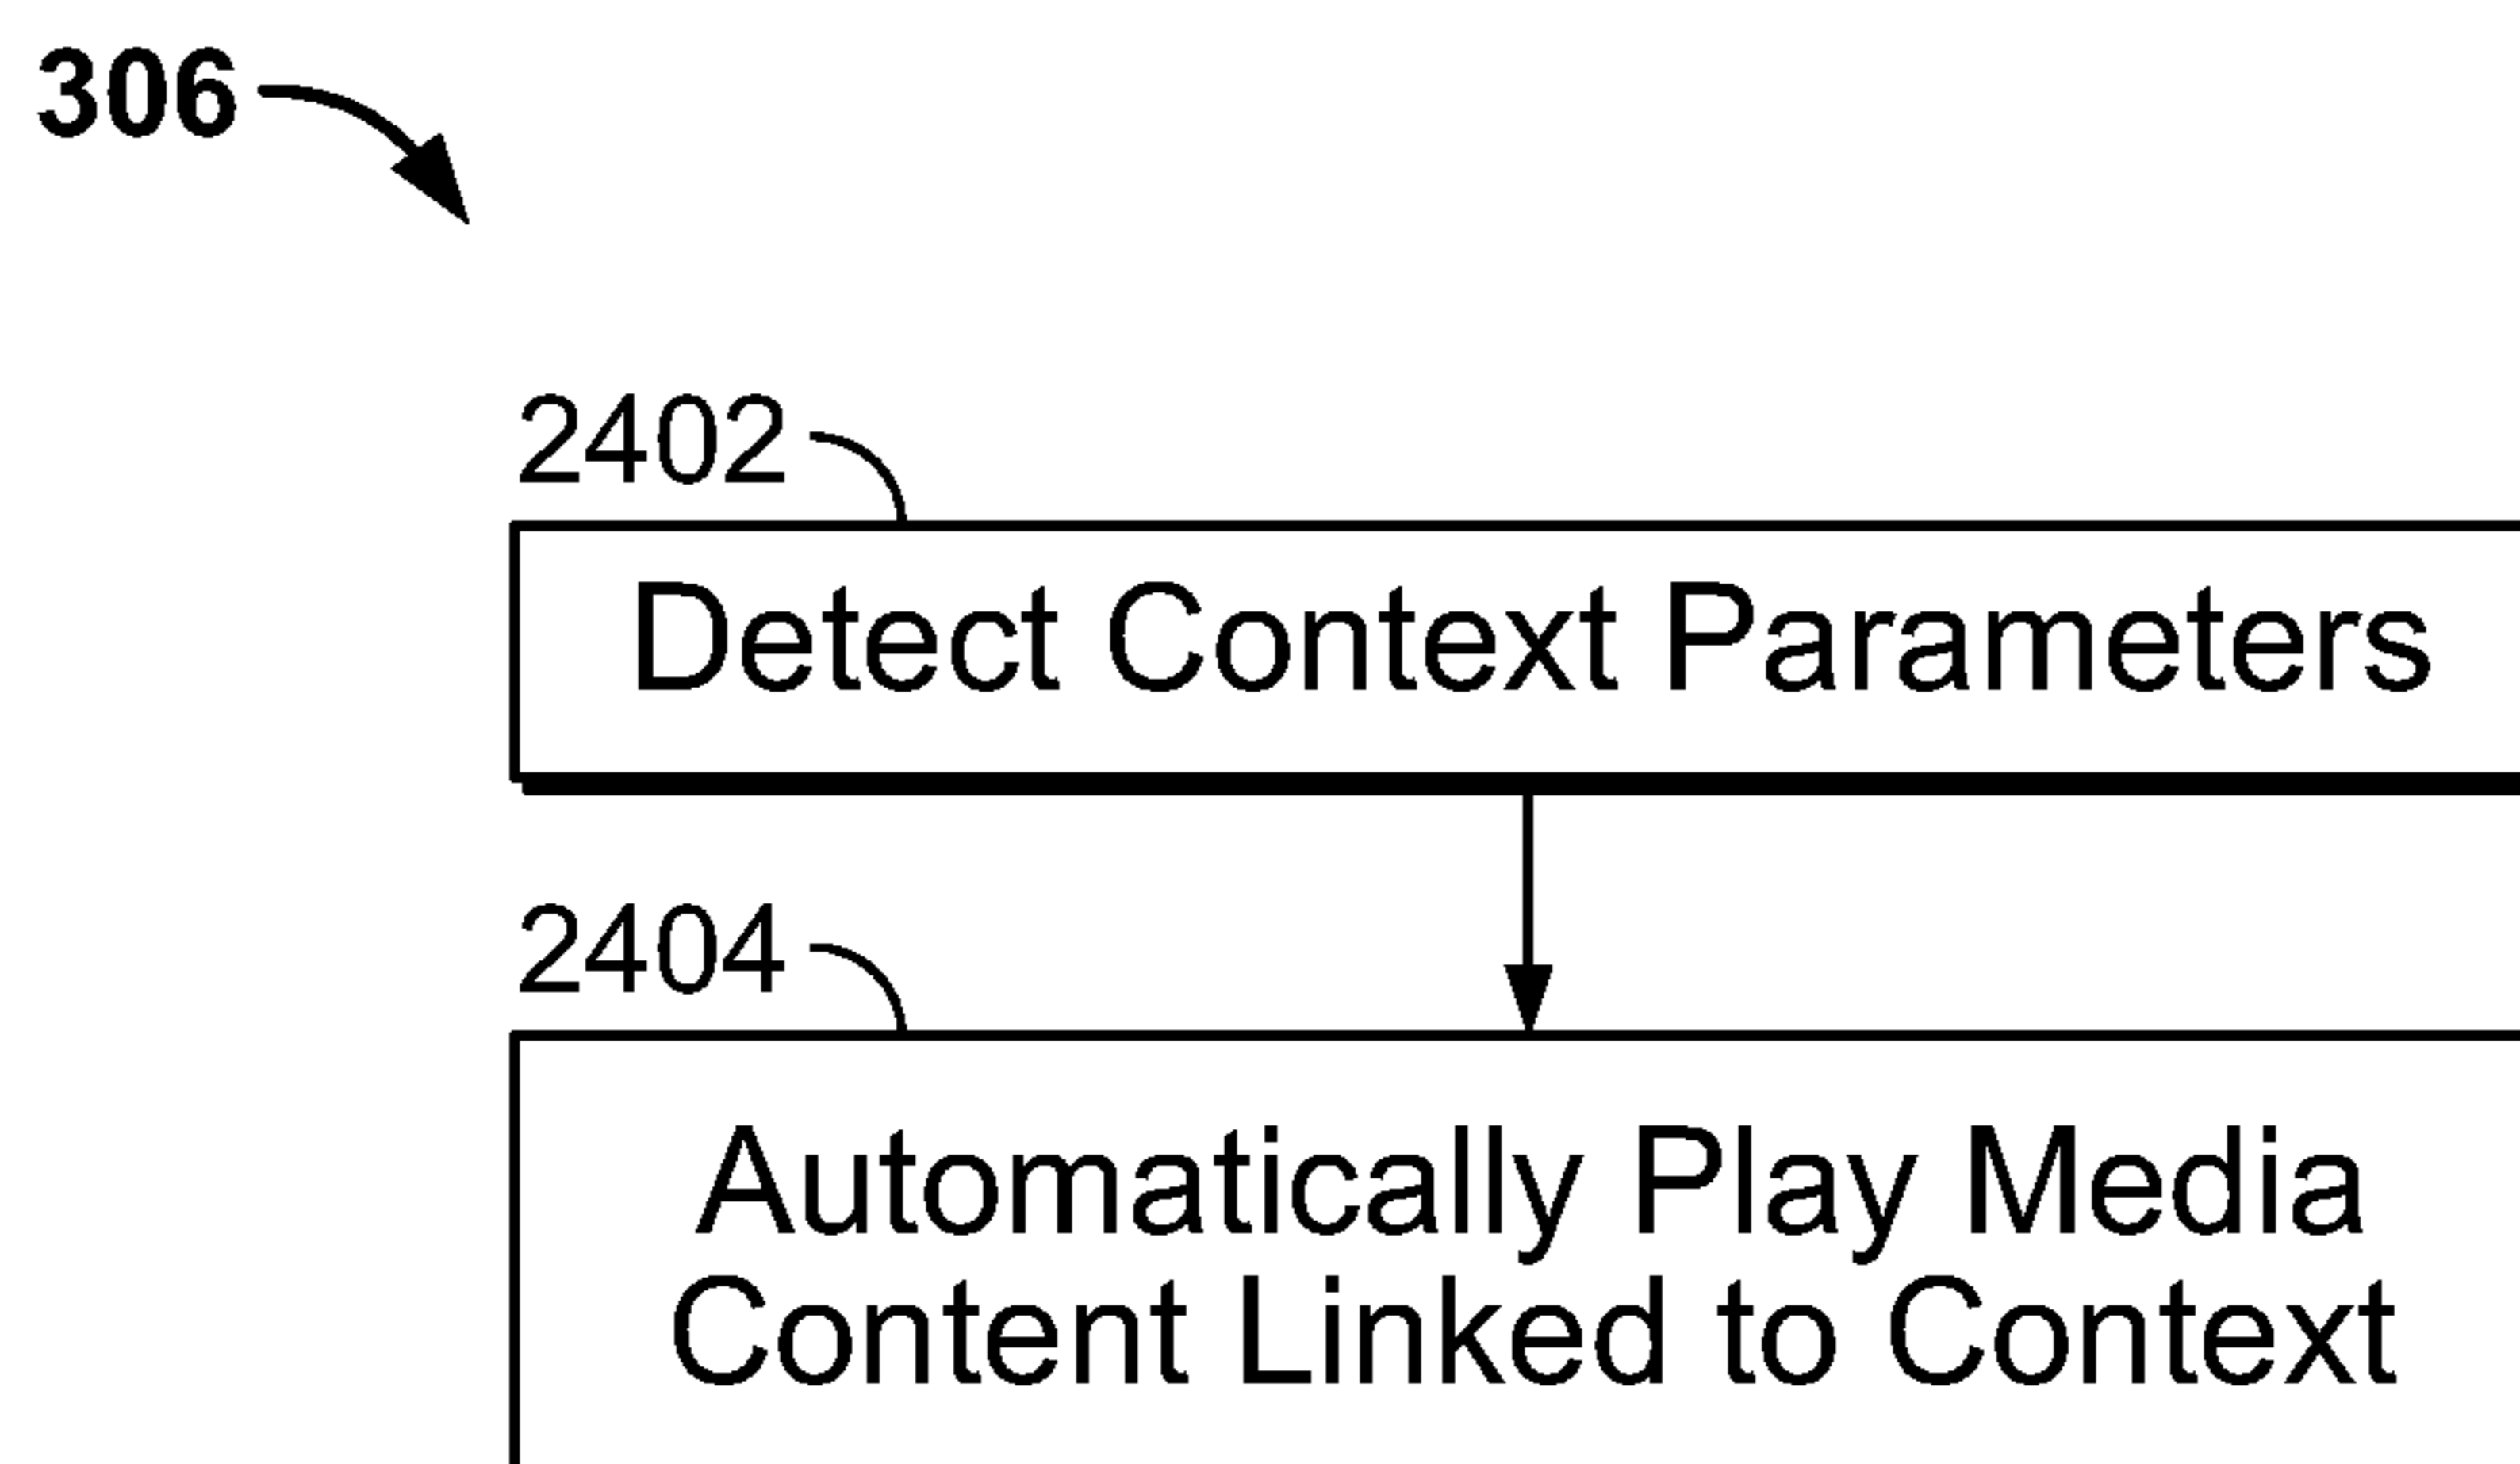 306
2402
Detect Context Parameters
2404
Automatically Play Media
Content Linked to Context